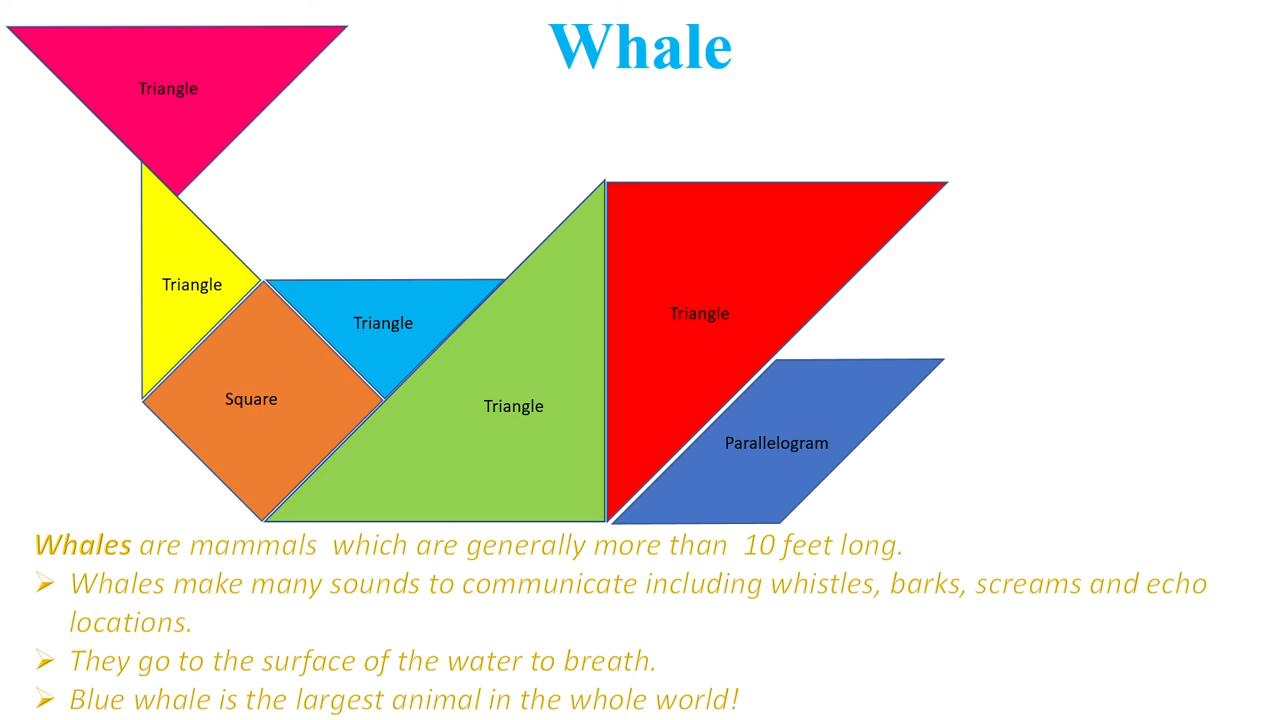 Whale
Triangle
Triangle
Triangle
Triangle
Square
Triangle
Parallelogram
Whales are mammals which are generally more than 10 feet long.
Whales make many sounds to communicate including whistles, barks, screams and echo
locations.
They go to the surface of the water to breath.
Blue whale is the largest animal in the whole world!